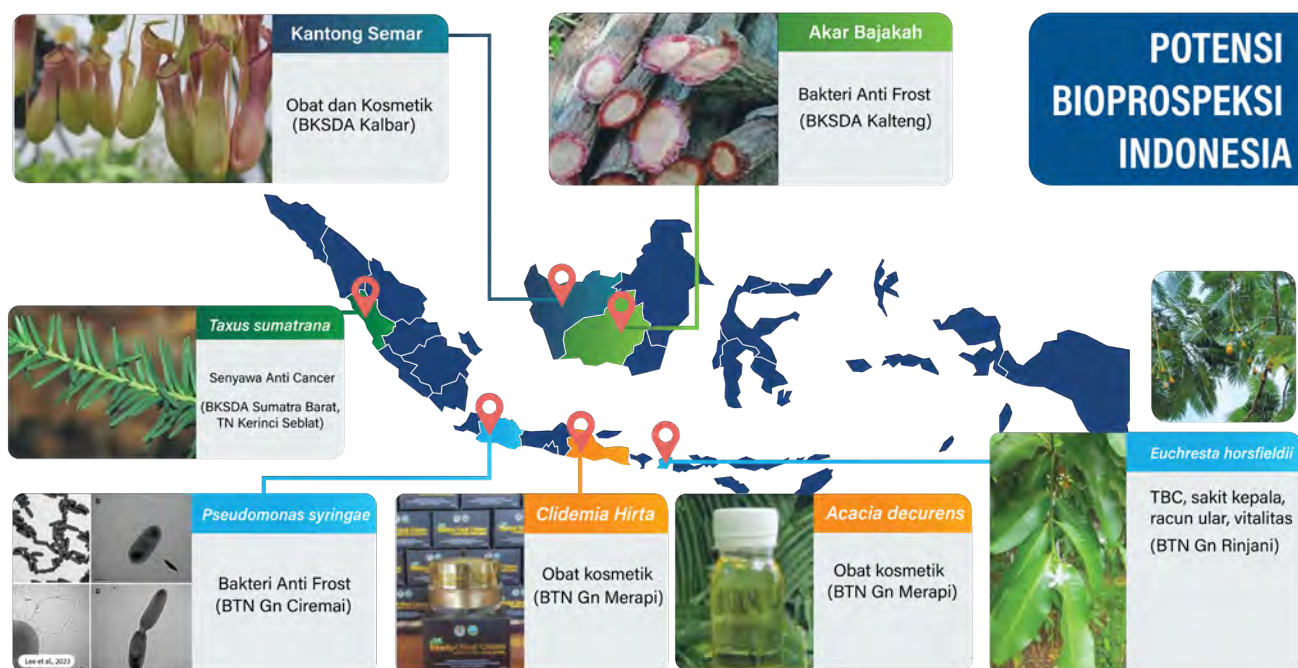 Kantong Semar
Obat dan Kosmetik
(BKSDA Kalbar)
Akar Bajakah
Bakteri Anti Frost
(BKSDA Kalteng)
POTENSI
BIOPROSPEKSI
INDONESIA
Taxus sumatrana
Senyawa Anti Cancer
(BKSDA Sumatra Barat,
TN Kerinci Seblat)
Euchresta horsfieldii
TBC, sakit kepala,
racun ular, vitalitas
(BTN Gn Rinjani)
Pseudomonas syringae
Bakteri Anti Frost
(BTN Gn Ciremai)
Lee et al., 2023
Clidemia Hirta
Obat kosmetik
(BTN Gn Merapi)
Acacia decurens
Obat kosmetik
(BTN Gn Merapi)